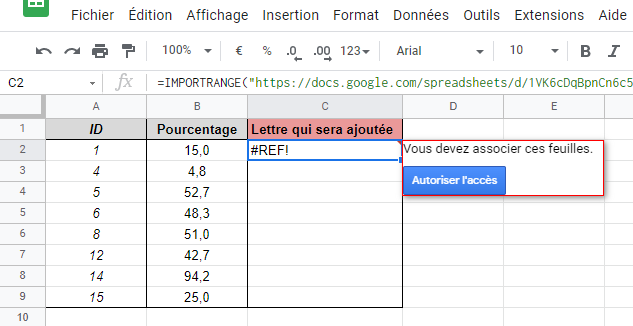 Fichier Édition Affichage Insertion Format Données Outils Extensions Aide
100% € % .0 .00 123 Arial 10 B I
C2 fx =IMPORTRANGE("https://docs.google.com/spreadsheets/d/1VK6cDqBpnCn6c5
A B C D E
1 ID Pourcentage Lettre qui sera ajoutée
2 1 15,0 #REF! Vous devez associer ces feuilles.
3 4 4,8 Autoriser l'accès
4 5 52,7
5 6 48,3
6 8 51,0
7 12 42,7
8 14 94,2
9 15 25,0
10